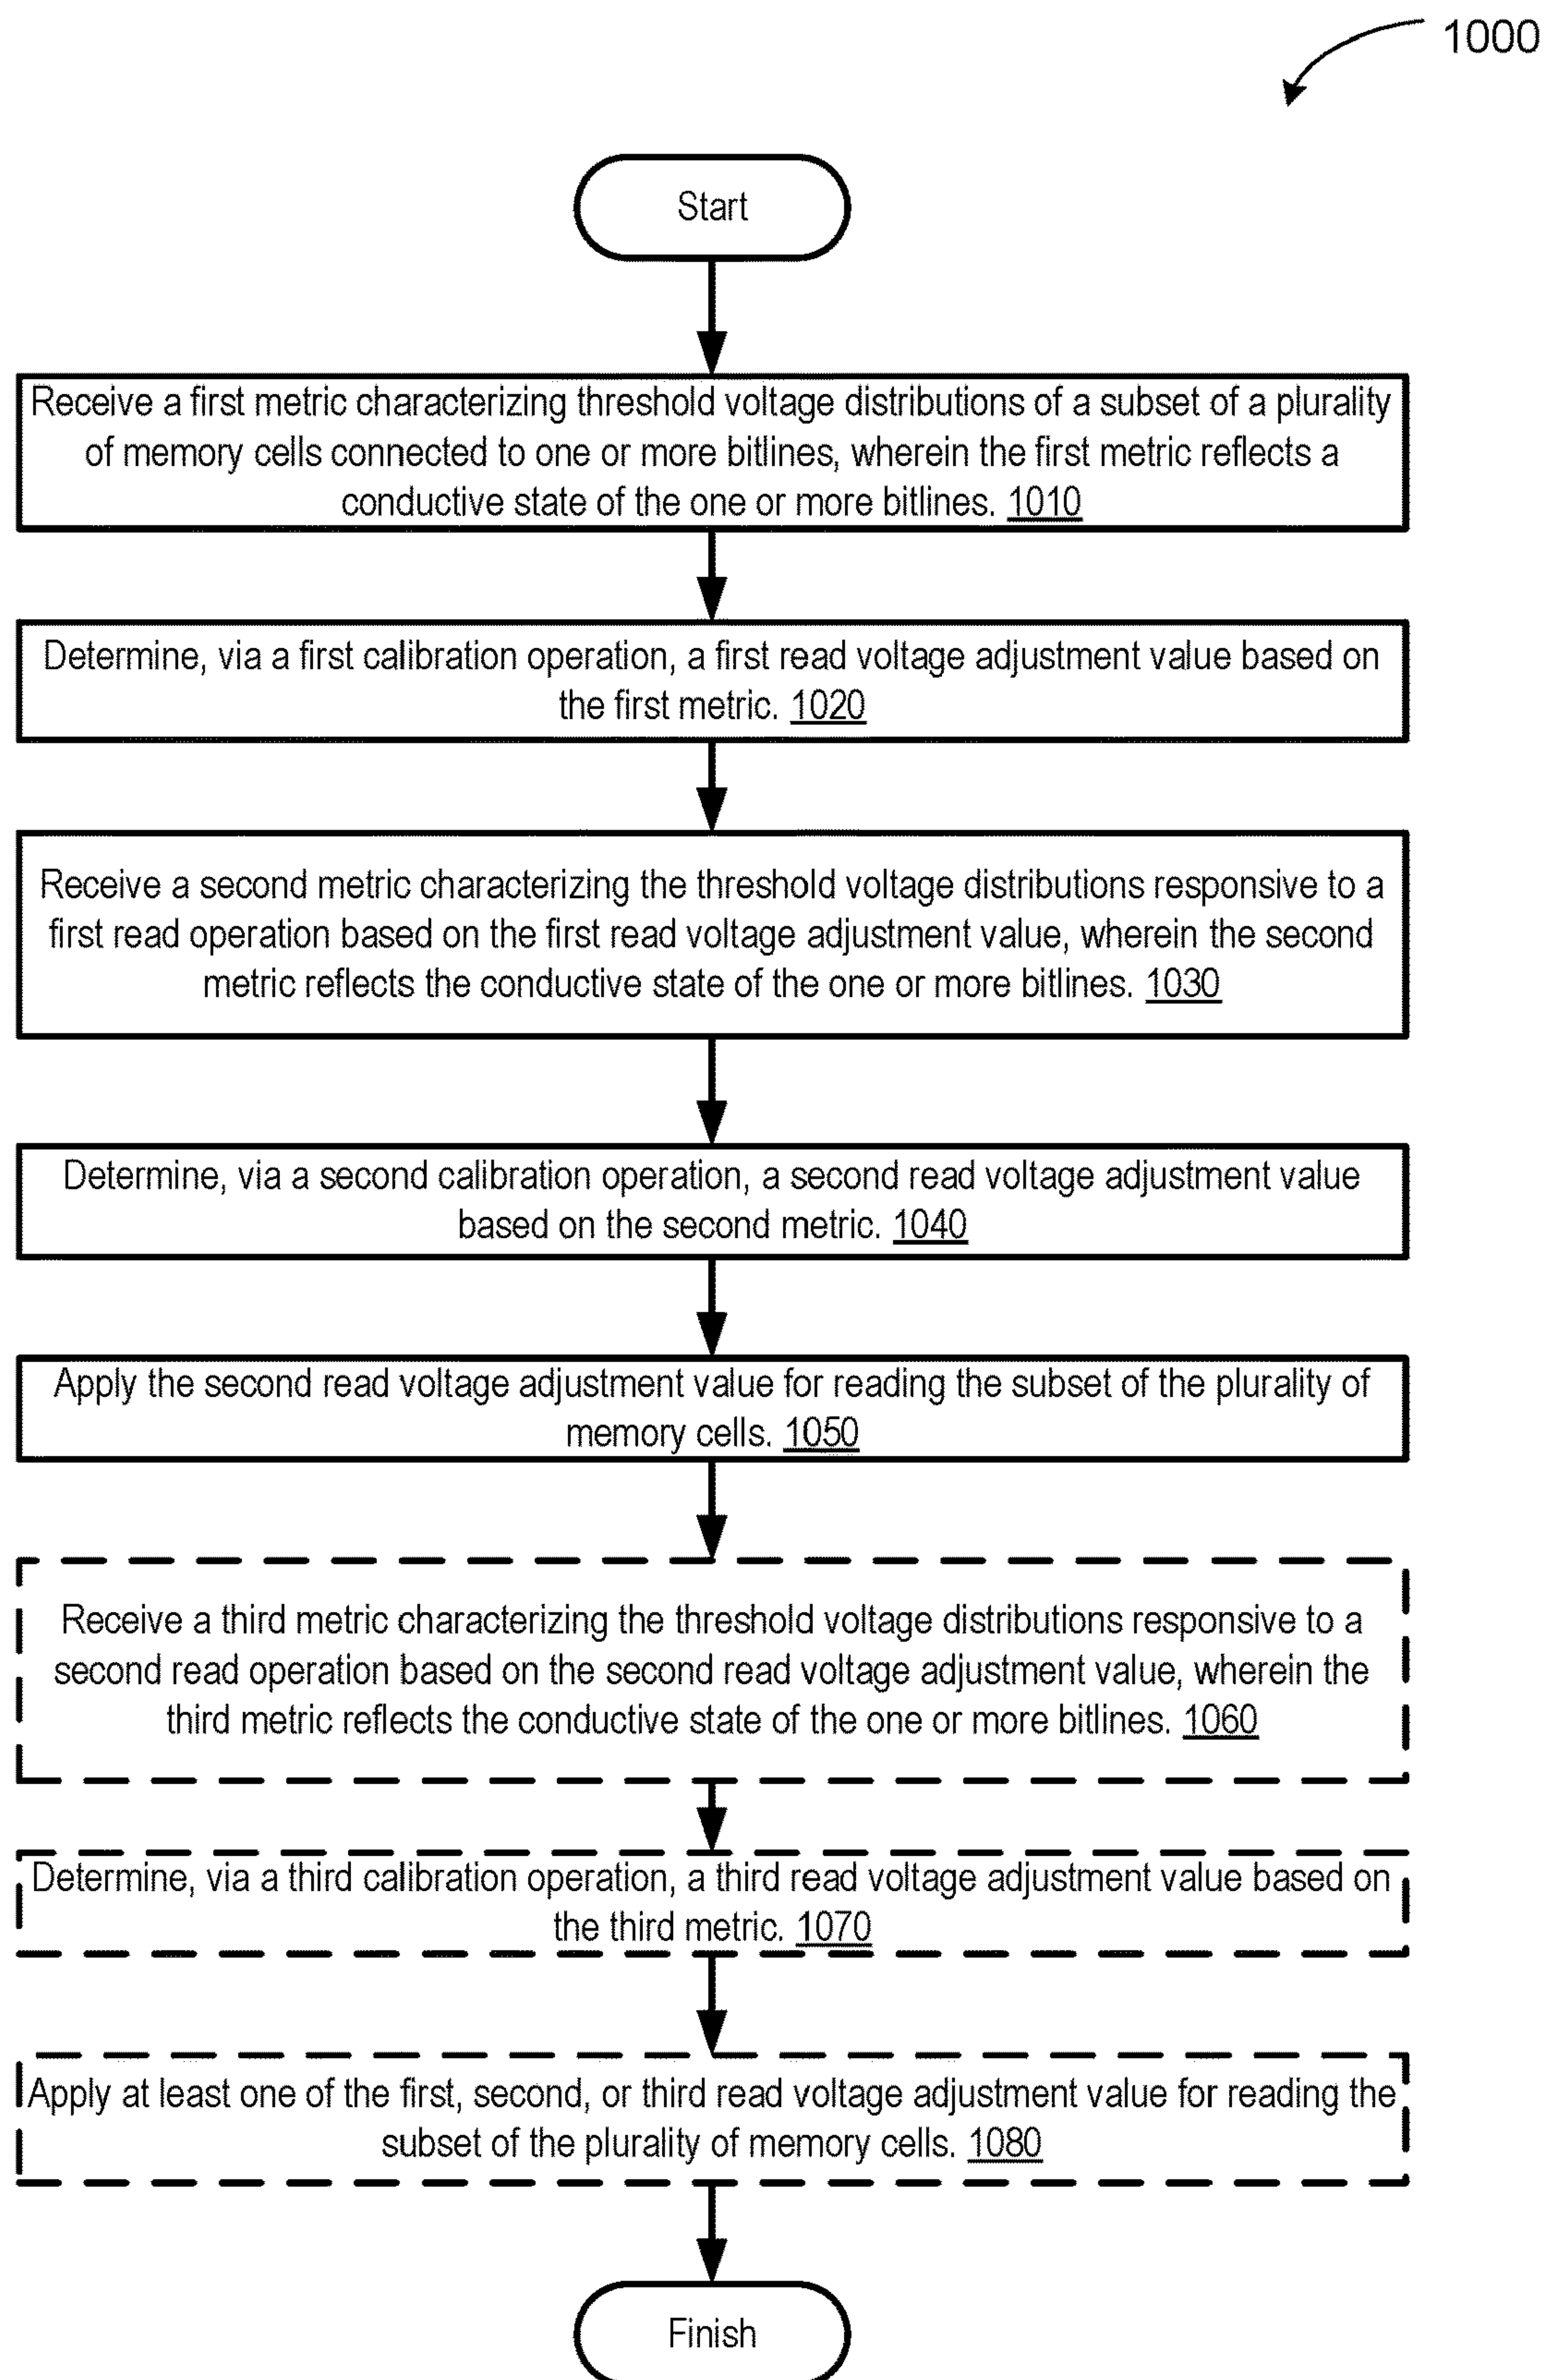 1000
Start
Receive a first metric characterizing threshold voltage distributions of a subset of a plurality
of memory cells connected to one or more bitlines, wherein the first metric reflects a
conductive state of the one or more bitlines. 1010
Determine, via a first calibration operation, a first read voltage adjustment value based on
the first metric. 1020
Receive a second metric characterizing the threshold voltage distributions responsive to a
first read operation based on the first read voltage adjustment value, wherein the second
metric reflects the conductive state of the one or more bitlines. 1030
Determine, via a second calibration operation, a second read voltage adjustment value
based on the second metric. 1040
Apply the second read voltage adjustment value for reading the subset of the plurality of
memory cells. 1050
Receive a third metric characterizing the threshold voltage distributions responsive to a
second read operation based on the second read voltage adjustment value, wherein the
third metric reflects the conductive state of the one or more bitlines. 1060
Determine, via a third calibration operation, a third read voltage adjustment value based on
the third metric. 1070
Apply at least one of the first, second, or third read voltage adjustment value for reading the
subset of the plurality of memory cells. 1080
Finish